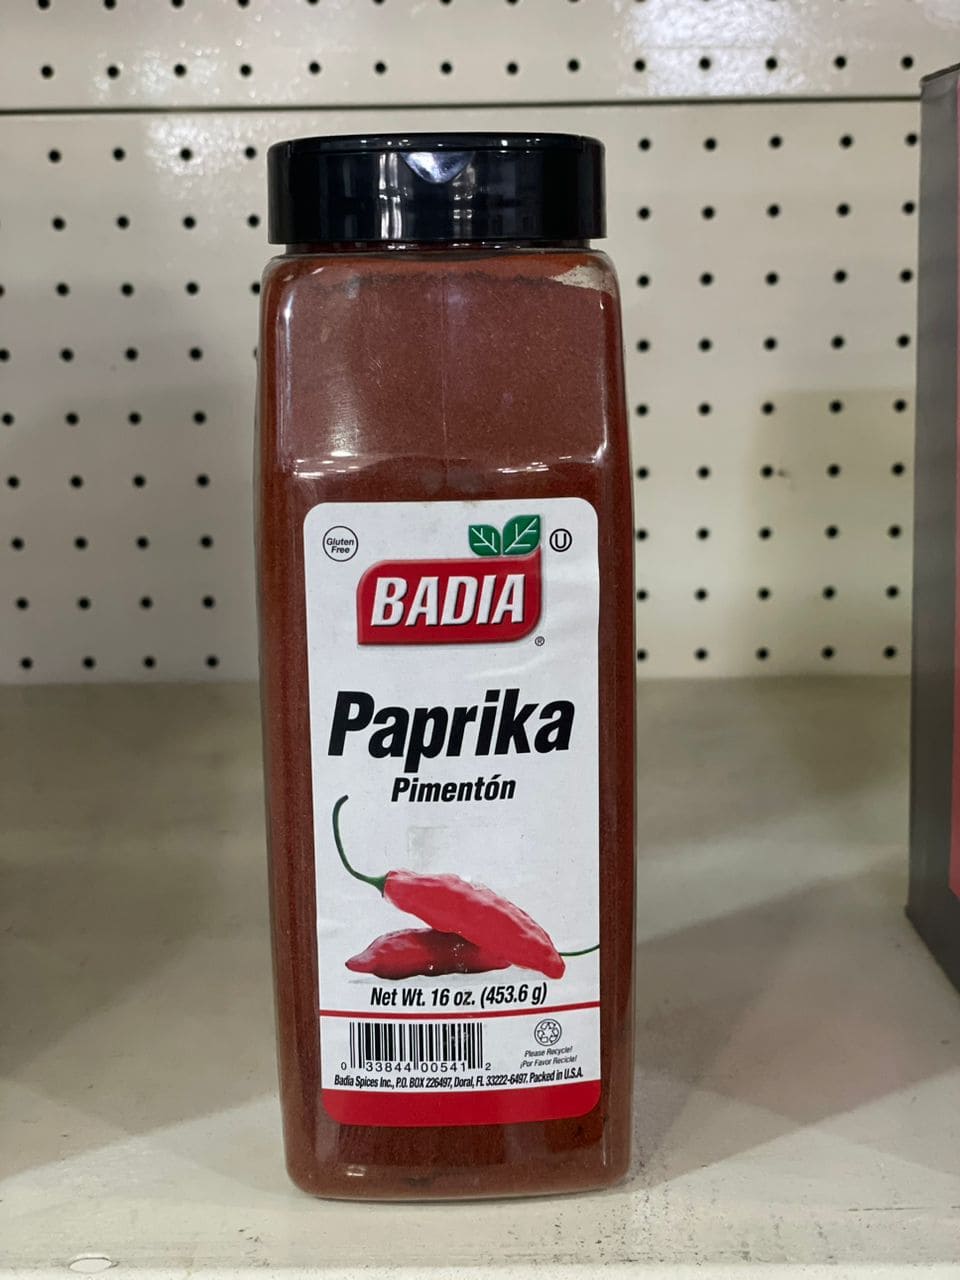 Gluten
Free
U
BADIA
®
Paprika
Pimentón
Net Wt. 16 oz. (453.6 g)
0 33844 00541 2
Please Recycle!
¡Por Favor Recicle!
Badia Spices Inc., P.O. BOX 226497, Doral, FL 33222-6497. Packed in U.S.A.